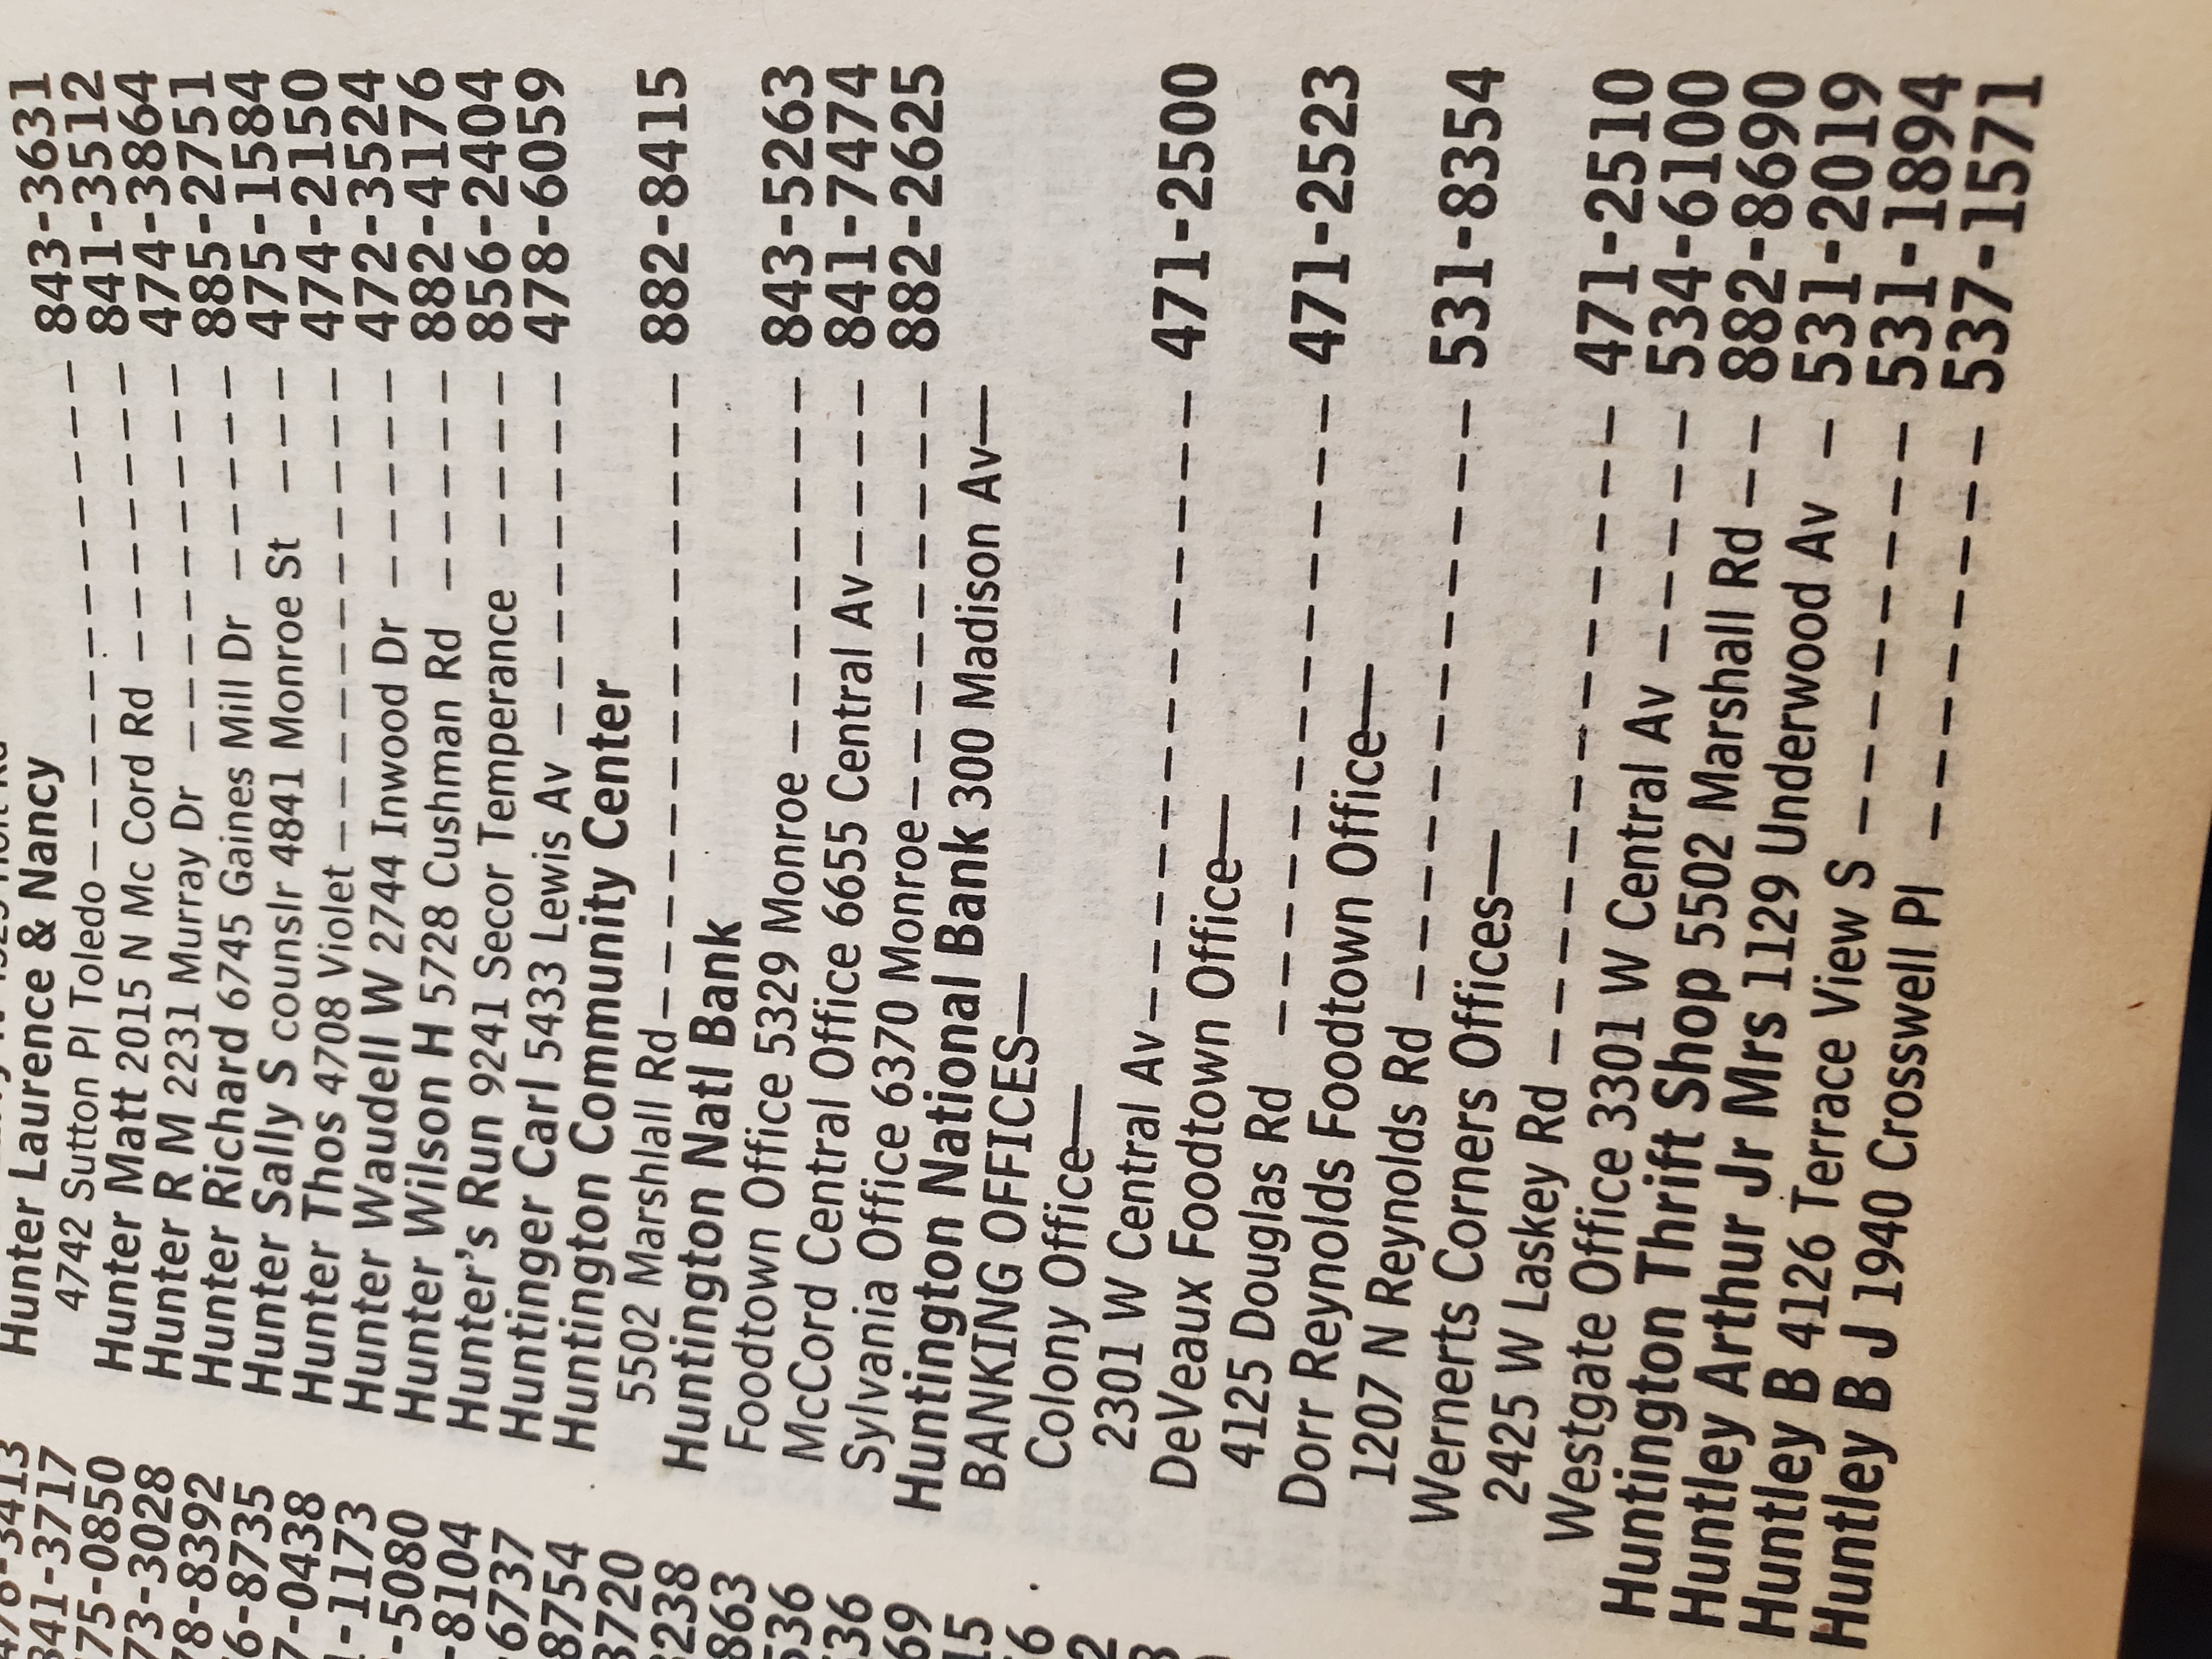 341-3717
Hunter Laurence & Nancy
4742 Sutton Pl Toledo – – – – – – – – – – 843-3631
Hunter Matt 2015 N Mc Cord Rd – – – – – – 841-3512
Hunter R M 2231 Murray Dr – – – – – – – – 474-3864
Hunter Richard 6745 Gaines Mill Dr – – – – – 885-2751
Hunter Sally S counslr 4841 Monroe St – – – 475-1584
Hunter Thos 4708 Violet – – – – – – – – – 474-2150
Hunter Waudell W 2744 Inwood Dr – – – – – 472-3524
Hunter Wilson H 5728 Cushman Rd – – – – – 882-4176
Hunter's Run 9241 Secor Temperance – – – – 856-2404
Huntinger Carl 5433 Lewis Av – – – – – – – 478-6059
Huntington Community Center
5502 Marshlall Rd – – – – – – – – – – – – 882-8415
Huntington Natl Bank
Foodtown Office 5329 Monroe – – – – – – – – 843-5263
McCord Central Office 6655 Central Av – – – – 841-7474
Sylvania Office 6370 Monroe – – – – – – – – 882-2625
Huntington National Bank 300 Madison Av—
BANKING OFFICES—
Colony Office—
2301 W Central Av – – – – – – – – – – – – 471-2500
DeVeaux Foodtown Office—
4125 Douglas Rd – – – – – – – – – – – – 471-2523
Dorr Reynolds Foodtown Office—
1207 N Reynolds Rd – – – – – – – – – – – 531-8354
Wernerts Corners Offices—
2425 W Laskey Rd – – – – – – – – – – – – 471-2510
Westgate Office 3301 W Central Av – – – – – 534-6100
Huntington Thrift Shop 5502 Marshall Rd – – – 882-8690
Huntley Arthur Jr Mrs 1129 Underwood Av – 531-2019
Huntley B 4126 Terrace View S – – – – – – – 531-1894
Huntley B J 1940 Crosswell Pl – – – – – – – 537-1571